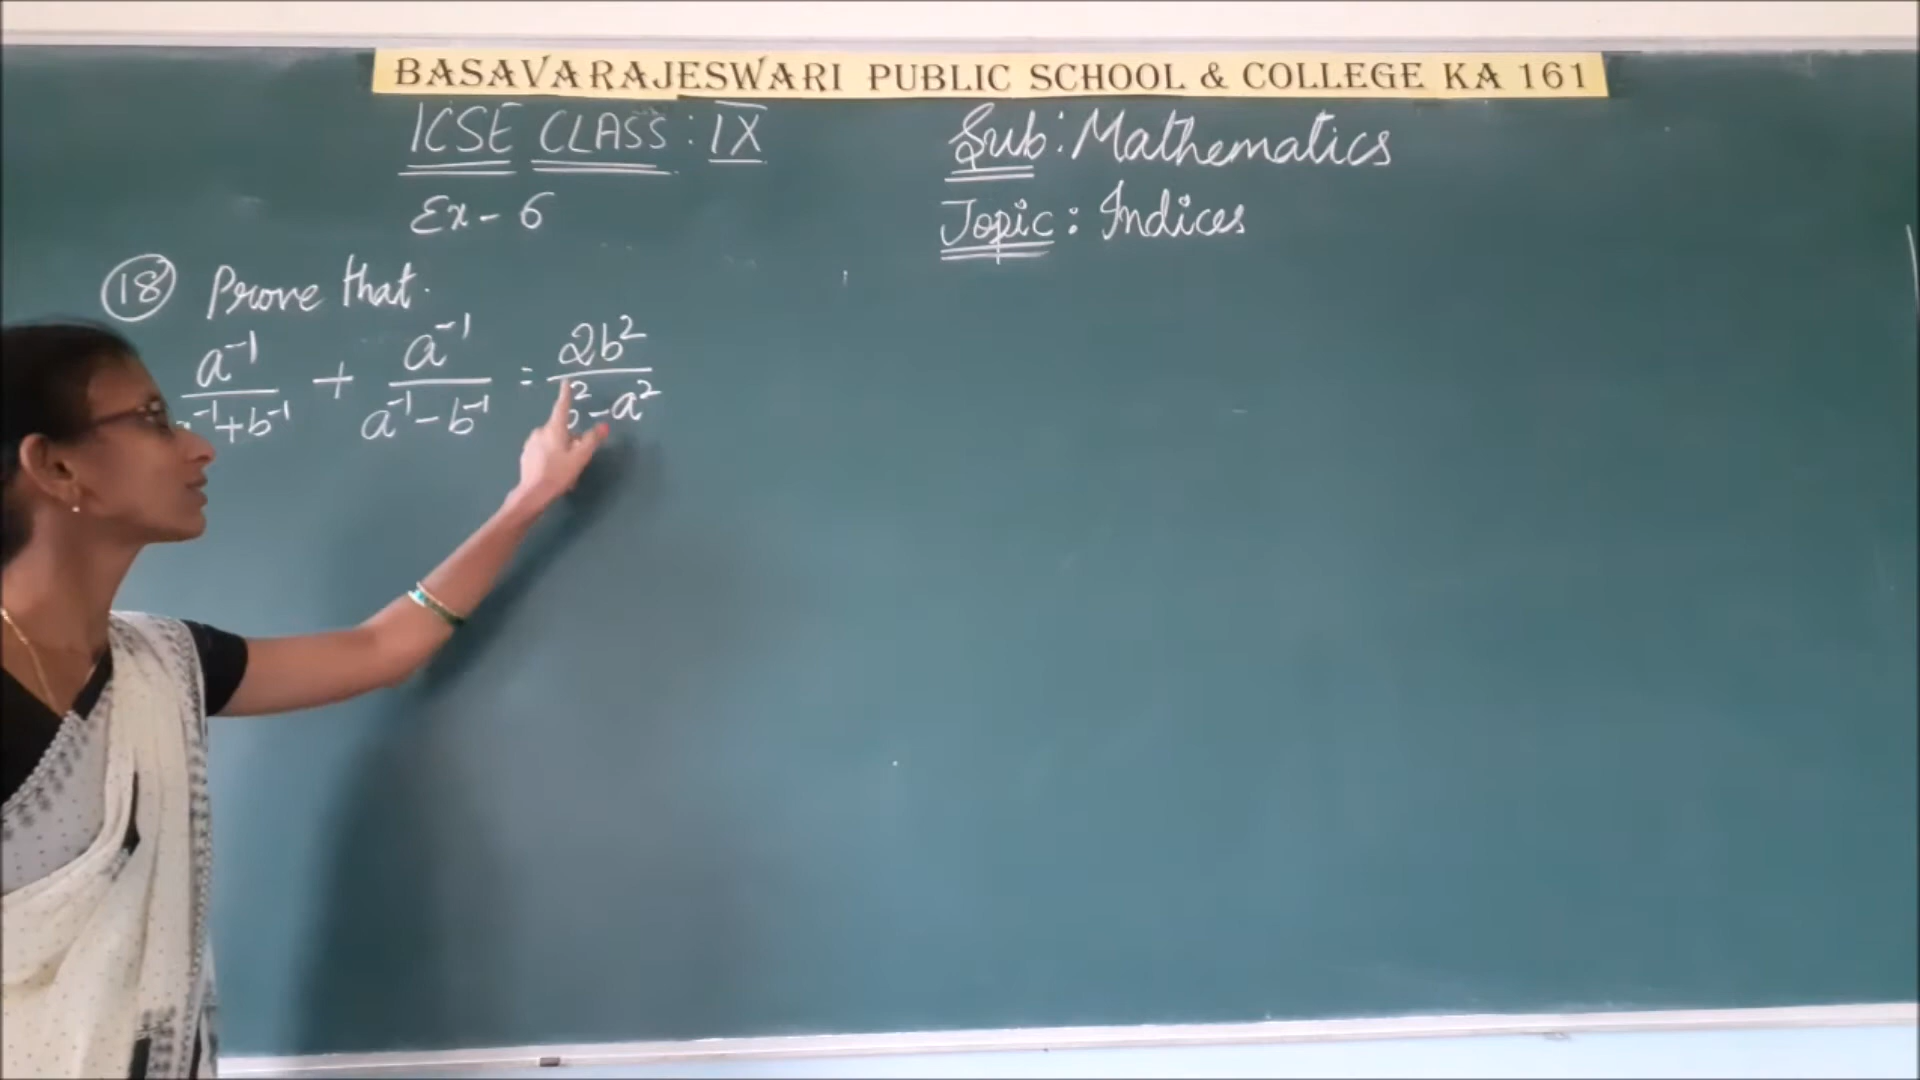 BASAVARAJESWARI PUBLIC SCHOOL & COLLEGE KA 161
ICSE CLASS : IX
Sub : Mathematics
Ex - 6
Topic : Indices
(18) Prove that.
a⁻¹/(a⁻¹+b⁻¹) + a⁻¹/(a⁻¹-b⁻¹) = 2b²/(b²-a²)